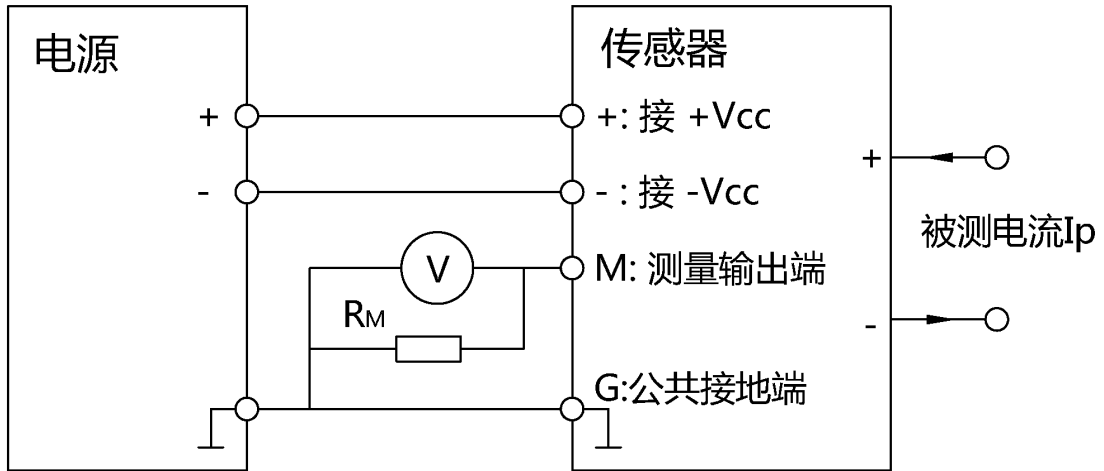 电源
传感器
+
+: 接 +Vcc
+
-
- : 接 -Vcc
被测电流Ip
V
M: 测量输出端
RM
-
G:公共接地端